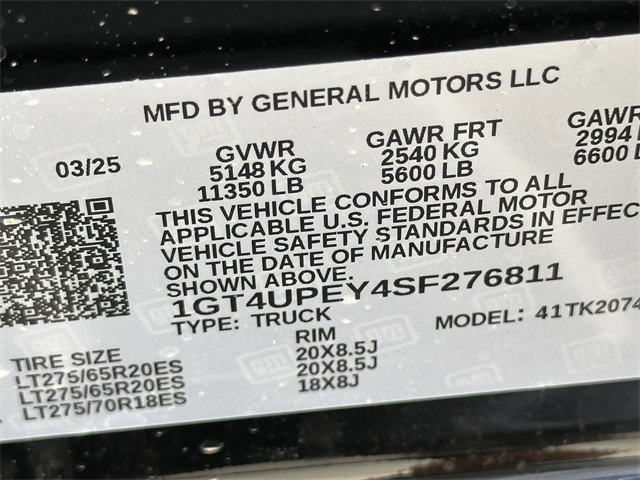 MFD BY GENERAL MOTORS LLC
03/25
GVWR
5148 KG
11350 LB
GAWR FRT
2540 KG
5600 LB
GAWR
2994
6600 L
THIS VEHICLE CONFORMS TO ALL
APPLICABLE U.S. FEDERAL MOTOR
VEHICLE SAFETY STANDARDS IN EFFEC
ON THE DATE OF MANUFACTURE
SHOWN ABOVE.
1GT4UPEY4SF276811
TYPE: TRUCK
MODEL: 41TK2074
TIRE SIZE
RIM
LT275/65R20ES
20X8.5J
LT275/65R20ES
20X8.5J
LT275/70R18ES
18X8J